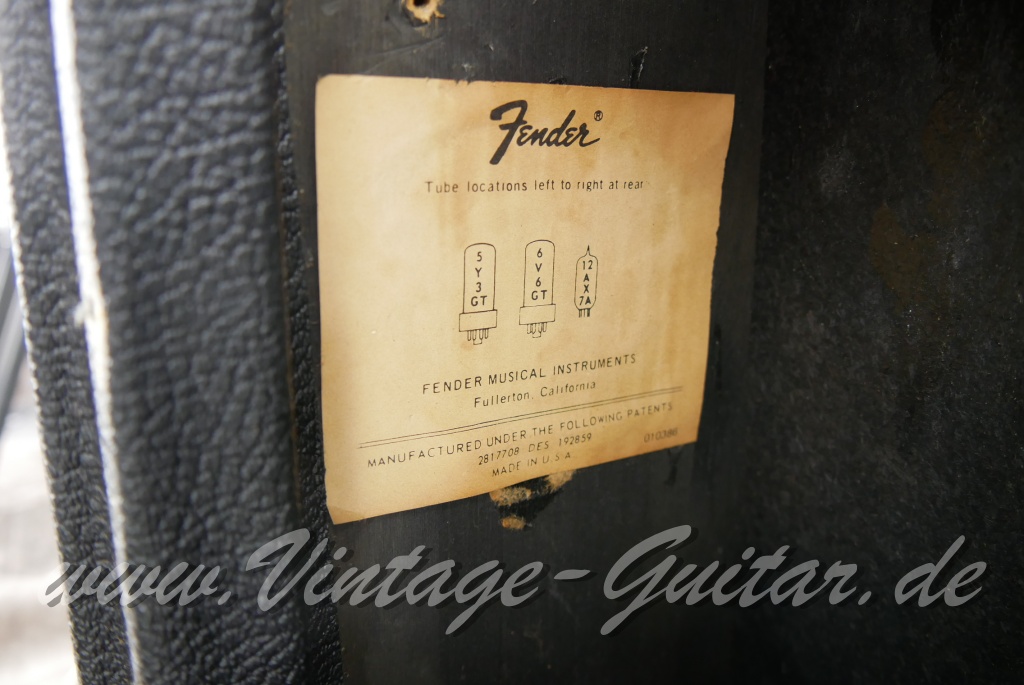 Fender®
Tube locations left to right at rear
5
Y
3
GT
6
V
6
GT
12
A
X
7A
FENDER MUSICAL INSTRUMENTS
Fullerton, California
MANUFACTURED UNDER THE FOLLOWING PATENTS
2817708 DES. 192859
010386
MADE IN U.S.A.
www.Vintage-Guitar.de